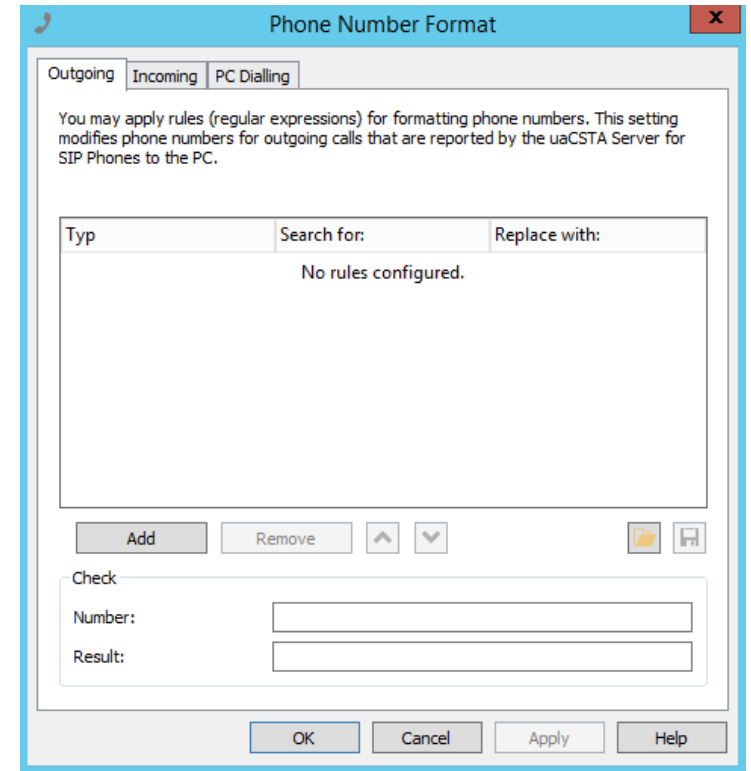 Phone Number Format
x
Outgoing Incoming PC Dialling
You may apply rules (regular expressions) for formatting phone numbers. This setting
modifies phone numbers for outgoing calls that are reported by the uaCSTA Server for
SIP Phones to the PC.
Typ Search for: Replace with:
No rules configured.
Add Remove
Check
Number:
Result:
OK Cancel Apply Help